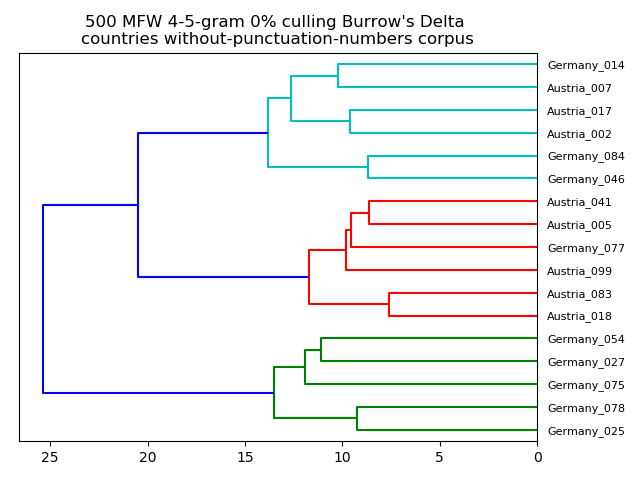 500 MFW 4-5-gram 0% culling Burrow's Delta
countries without-punctuation-numbers corpus
Germany_014
Austria_007
Austria_017
Austria_002
Germany_084
Germany_046
Austria_041
Austria_005
Germany_077
Austria_099
Austria_083
Austria_018
Germany_054
Germany_027
Germany_075
Germany_078
Germany_025
25 20 15 10 5 0